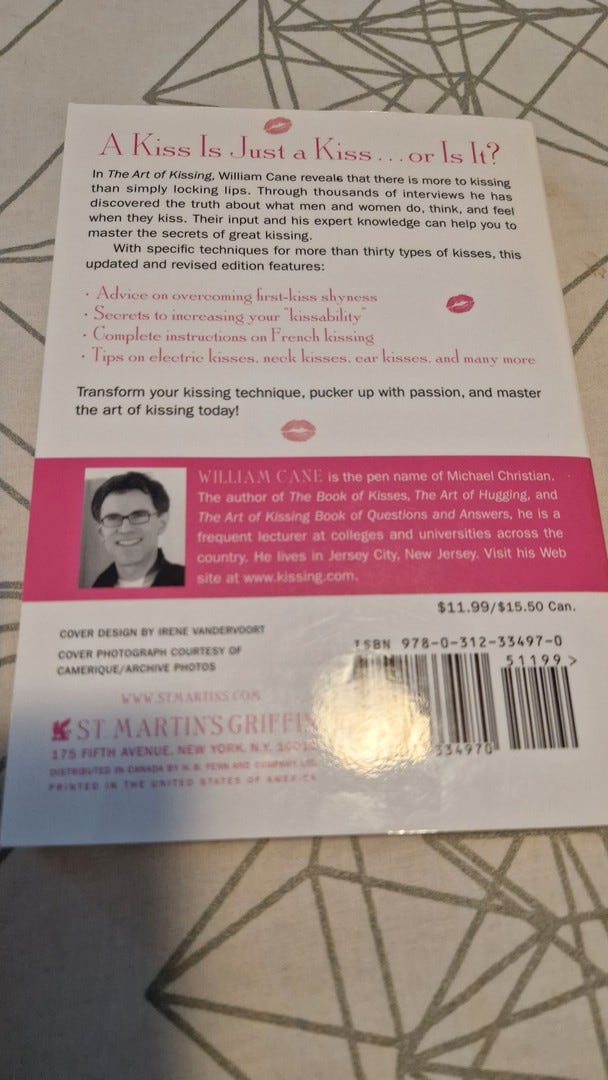 A Kiss Is Just a Kiss . . . or Is It?
In The Art of Kissing, William Cane reveals that there is more to kissing
than simply locking lips. Through thousands of interviews he has
discovered the truth about what men and women do, think, and feel
when they kiss. Their input and his expert knowledge can help you to
master the secrets of great kissing.
With specific techniques for more than thirty types of kisses, this
updated and revised edition features:
· Advice on overcoming first-kiss shyness
· Secrets to increasing your "kissability"
· Complete instructions on French kissing
· Tips on electric kisses, neck kisses, ear kisses, and many more
Transform your kissing technique, pucker up with passion, and master
the art of kissing today!
WILLIAM CANE is the pen name of Michael Christian.
The author of The Book of Kisses, The Art of Hugging, and
The Art of Kissing Book of Questions and Answers, he is a
frequent lecturer at colleges and universities across the
country. He lives in Jersey City, New Jersey. Visit his Web
site at www.kissing.com.
$11.99/$15.50 Can.
COVER DESIGN BY IRENE VANDERVOORT
COVER PHOTOGRAPH COURTESY OF
CAMERIQUE/ARCHIVE PHOTOS
ISBN 978-0-312-33497-0
51199>
WWW.STMARTINS.COM
ST. MARTIN'S GRIFFIN
334970
175 FIFTH AVENUE, NEW YORK, N.Y. 10010
DISTRIBUTED IN CANADA BY H. B. FENN AND COMPANY, LTD.
PRINTED IN THE UNITED STATES OF AMERICA